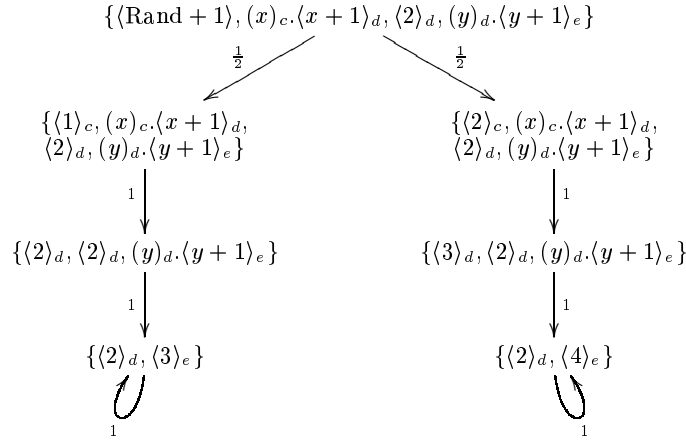 {⟨Rand + 1⟩, (x)_c.⟨x + 1⟩_d, ⟨2⟩_d, (y)_d.⟨y + 1⟩_e}
1/2 1/2
{⟨1⟩_c, (x)_c.⟨x + 1⟩_d,
⟨2⟩_d, (y)_d.⟨y + 1⟩_e}
{⟨2⟩_c, (x)_c.⟨x + 1⟩_d,
⟨2⟩_d, (y)_d.⟨y + 1⟩_e}
1 1
{⟨2⟩_d, ⟨2⟩_d, (y)_d.⟨y + 1⟩_e} {⟨3⟩_d, ⟨2⟩_d, (y)_d.⟨y + 1⟩_e}
1 1
{⟨2⟩_d, ⟨3⟩_e} {⟨2⟩_d, ⟨4⟩_e}
1 1